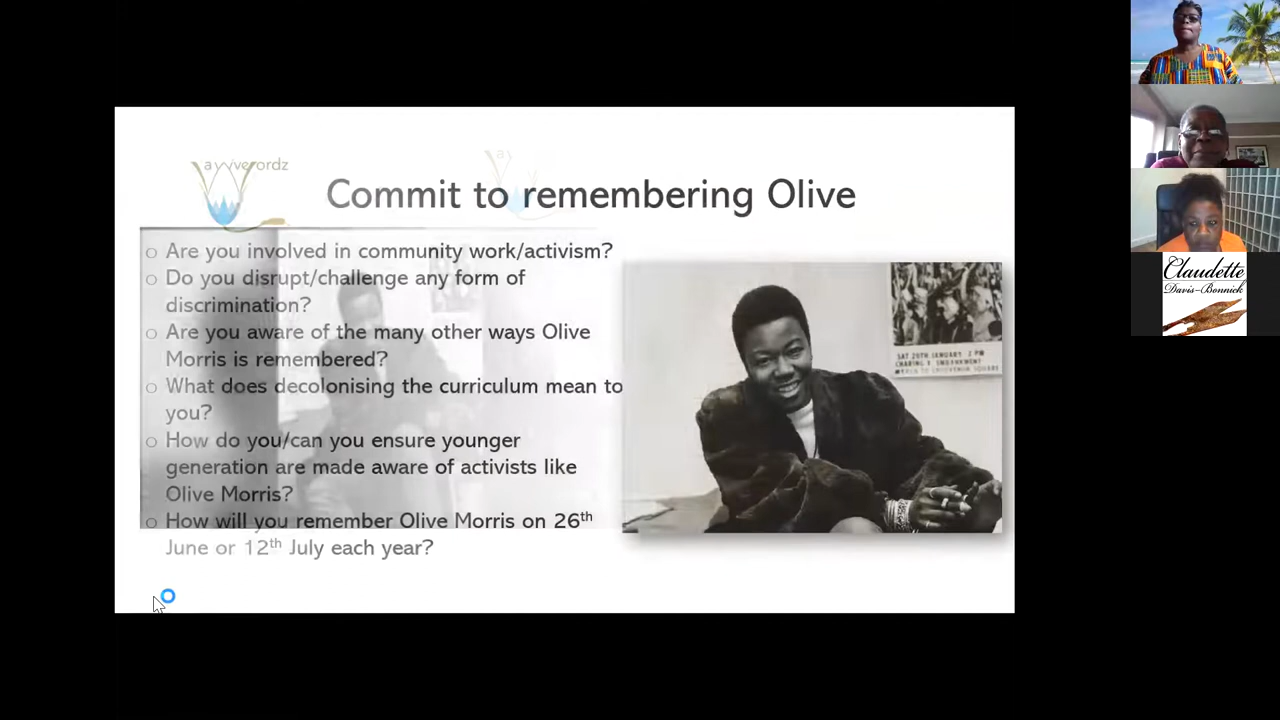 Commit to remembering Olive
o Are you involved in community work/activism?
o Do you disrupt/challenge any form of
discrimination?
o Are you aware of the many other ways Olive
Morris is remembered?
o What does decolonising the curriculum mean to
you?
o How do you/can you ensure younger
generation are made aware of activists like
Olive Morris?
o How will you remember Olive Morris on 26th
June or 12th July each year?
SAT 20TH JANUARY 2 PM
Claudette
Davis-Bonnick